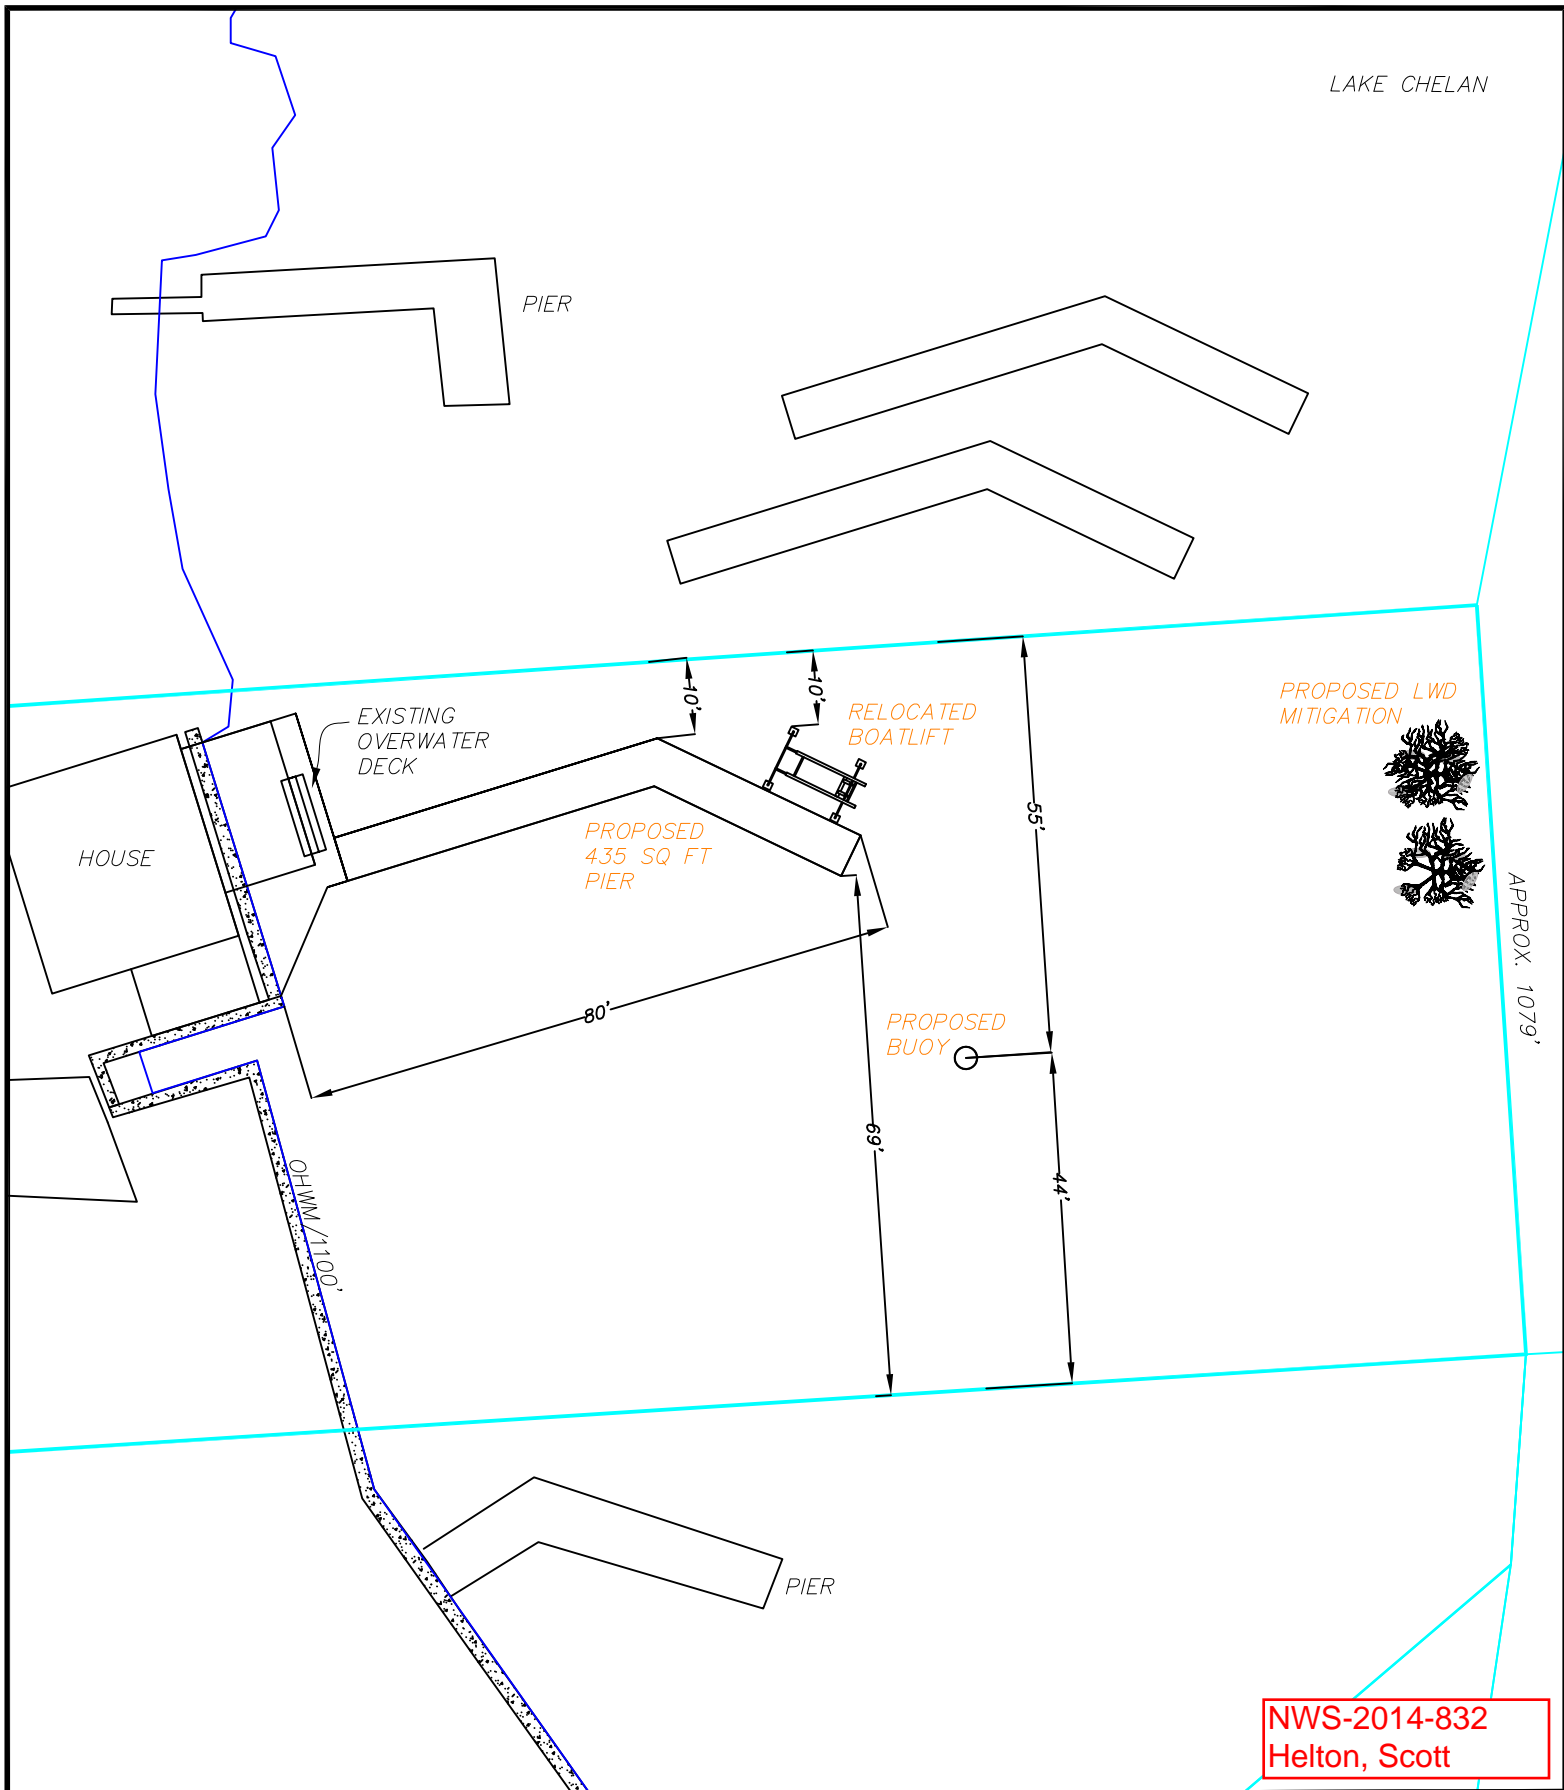 LAKE CHELAN
PIER
10'
10'
RELOCATED
BOATLIFT
PROPOSED LWD
MITIGATION
EXISTING
OVERWATER
DECK
55'
PROPOSED
435 SQ FT
PIER
HOUSE
APPROX. 1079'
80'
PROPOSED
BUOY
69'
44'
OHWM/1100'
PIER
NWS-2014-832
Helton, Scott